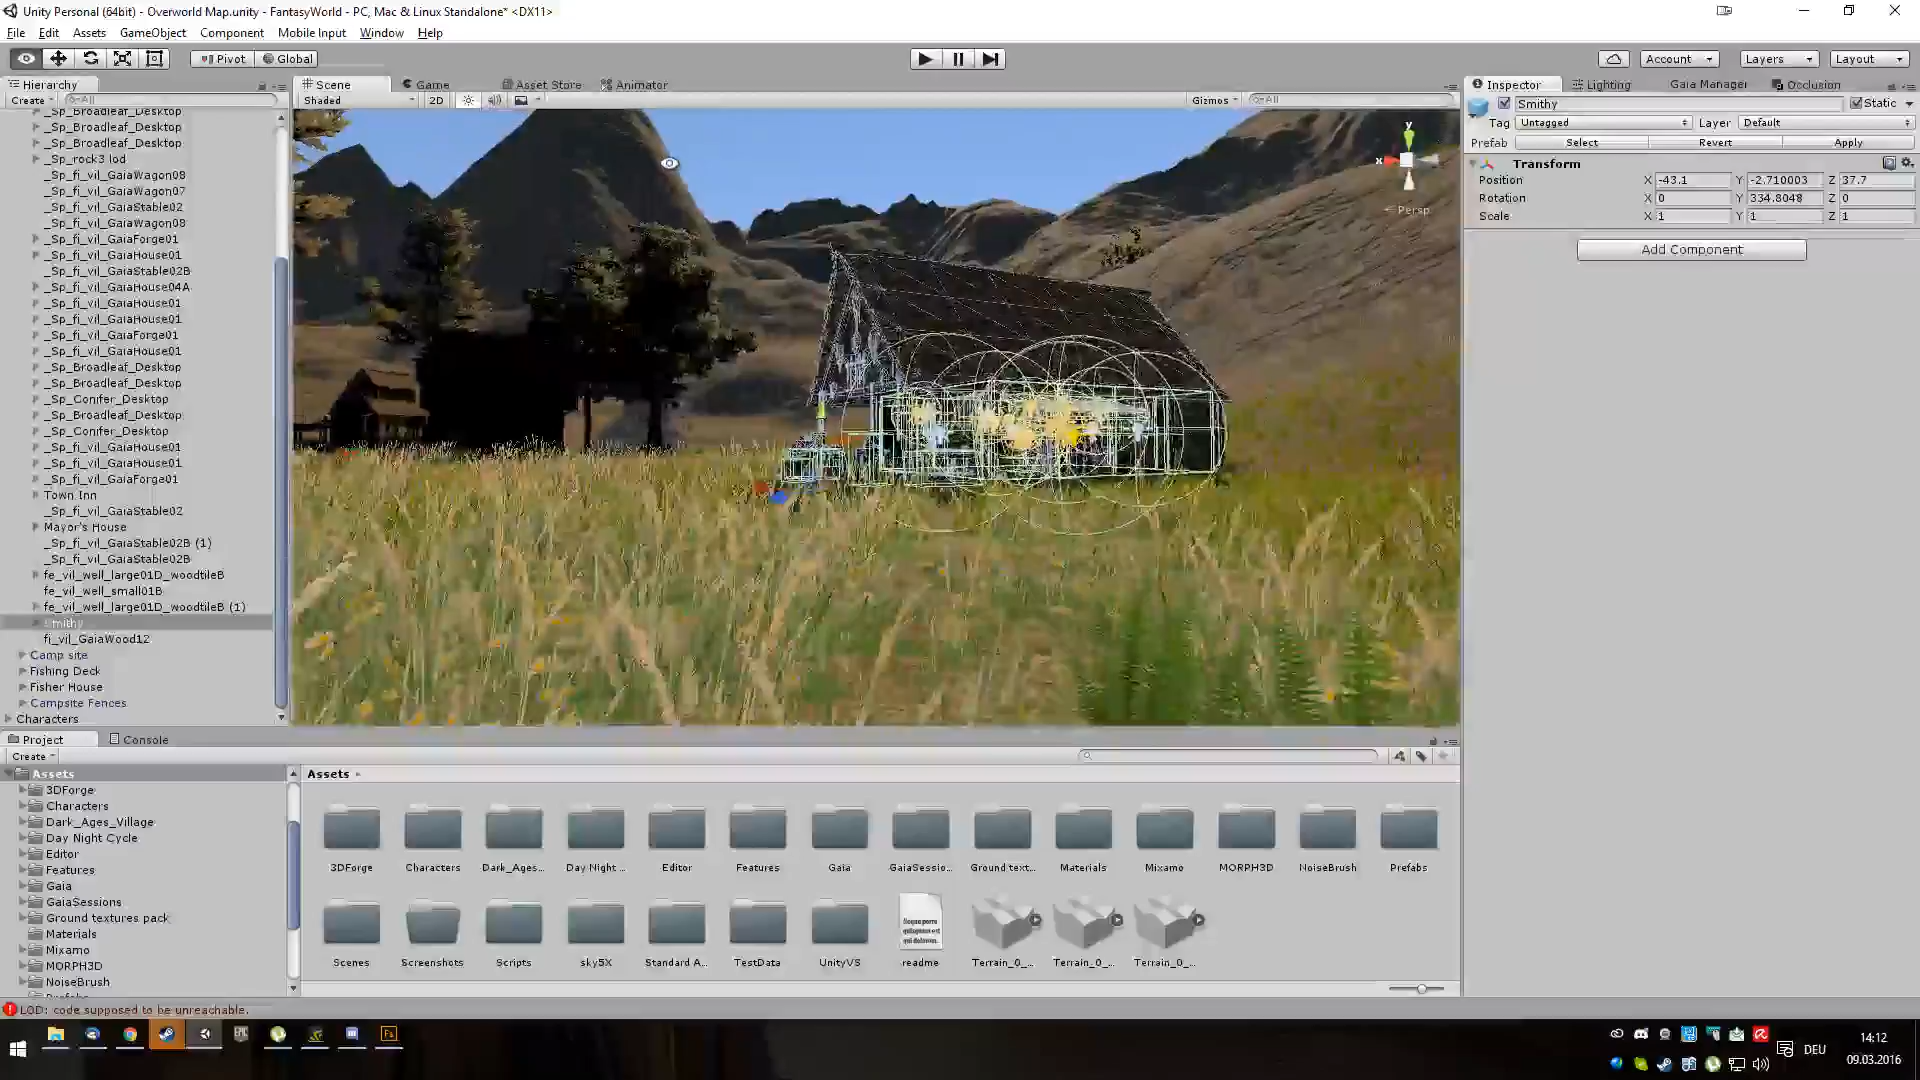 Unity Personal (64bit) - Overworld Map.unity - FantasyWorld - PC, Mac & Linux Standalone* <DX11>
File Edit Assets GameObject Component Mobile Input Window Help
Pivot Global Account Layers Layout
Hierarchy
Create All
_Sp_Broadleaf_Desktop
_Sp_Broadleaf_Desktop
_Sp_Broadleaf_Desktop
_Sp_rock3 lod
_Sp_fi_vil_GaiaWagon08
_Sp_fi_vil_GaiaWagon07
_Sp_fi_vil_GaiaStable02
_Sp_fi_vil_GaiaWagon08
_Sp_fi_vil_GaiaForge01
_Sp_fi_vil_GaiaHouse01
_Sp_fi_vil_GaiaStable02B
_Sp_fi_vil_GaiaHouse04A
_Sp_fi_vil_GaiaHouse01
_Sp_fi_vil_GaiaHouse01
_Sp_fi_vil_GaiaForge01
_Sp_fi_vil_GaiaHouse01
_Sp_Broadleaf_Desktop
_Sp_Broadleaf_Desktop
_Sp_Conifer_Desktop
_Sp_Broadleaf_Desktop
_Sp_Conifer_Desktop
_Sp_fi_vil_GaiaHouse01
_Sp_fi_vil_GaiaHouse01
_Sp_fi_vil_GaiaForge01
Town Inn
_Sp_fi_vil_GaiaStable02
Mayor's House
_Sp_fi_vil_GaiaStable02B (1)
_Sp_fi_vil_GaiaStable02B
fe_vil_well_large01D_woodtileB
fe_vil_well_small01B
fe_vil_well_large01D_woodtileB (1)
Smithy
fi_vil_GaiaWood12
Camp site
Fishing Deck
Fisher House
Campsite Fences
Characters
Scene Game Asset Store Animator
Shaded 2D Gizmos All
y
x
Persp
Inspector Lighting Gaia Manager Occlusion
Smithy Static
Tag Untagged Layer Default
Prefab Select Revert Apply
Transform
Position X -43.1 Y -2.710003 Z 37.7
Rotation X 0 Y 334.8048 Z 0
Scale X 1 Y 1 Z 1
Add Component
Project Console
Create
Assets
3DForge
Characters
Dark_Ages_Village
Day Night Cycle
Editor
Features
Gaia
GaiaSessions
Ground textures pack
Materials
Mixamo
MORPH3D
NoiseBrush
Prefabs
Assets
3DForge Characters Dark_Ages... Day Night ... Editor Features Gaia GaiaSessio... Ground text... Materials Mixamo MORPH3D NoiseBrush Prefabs
Scenes Screenshots Scripts sky5X Standard A... TestData UnityVS readme Terrain_0_... Terrain_0_... Terrain_0_...
LOD: code supposed to be unreachable.
DEU
14:12
09.03.2016